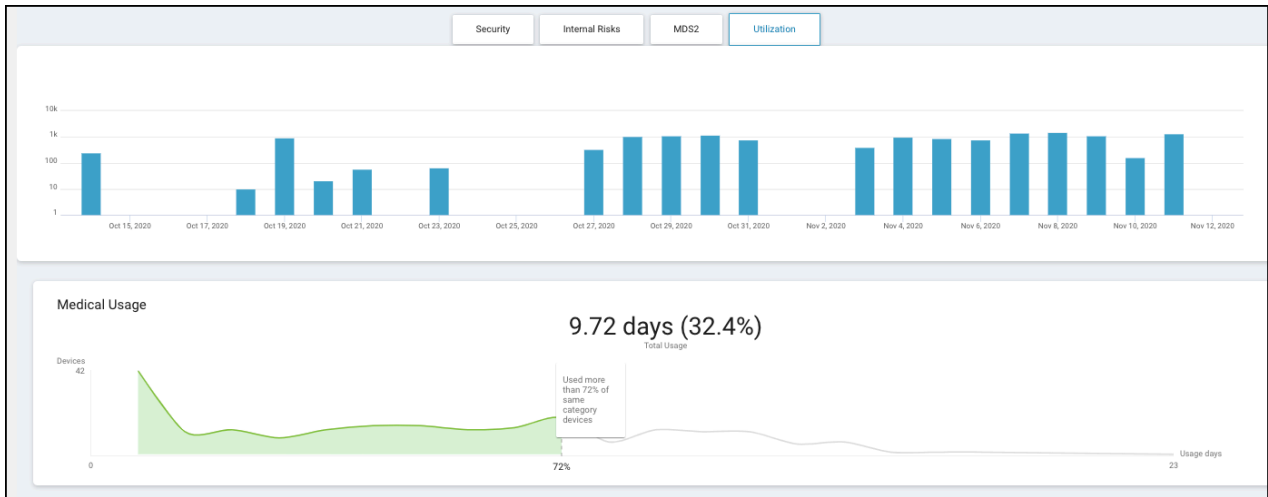 Security Internal Risks MDS2 Utilization
10k
1k
100
10
1
Oct 15, 2020 Oct 17, 2020 Oct 19, 2020 Oct 21, 2020 Oct 23, 2020 Oct 25, 2020 Oct 27, 2020 Oct 29, 2020 Oct 31, 2020 Nov 2, 2020 Nov 4, 2020 Nov 6, 2020 Nov 8, 2020 Nov 10, 2020 Nov 12, 2020
Medical Usage
9.72 days (32.4%)
Total Usage
Devices
42
Used more
than 72% of
same
category
devices
Usage days
0 72% 23